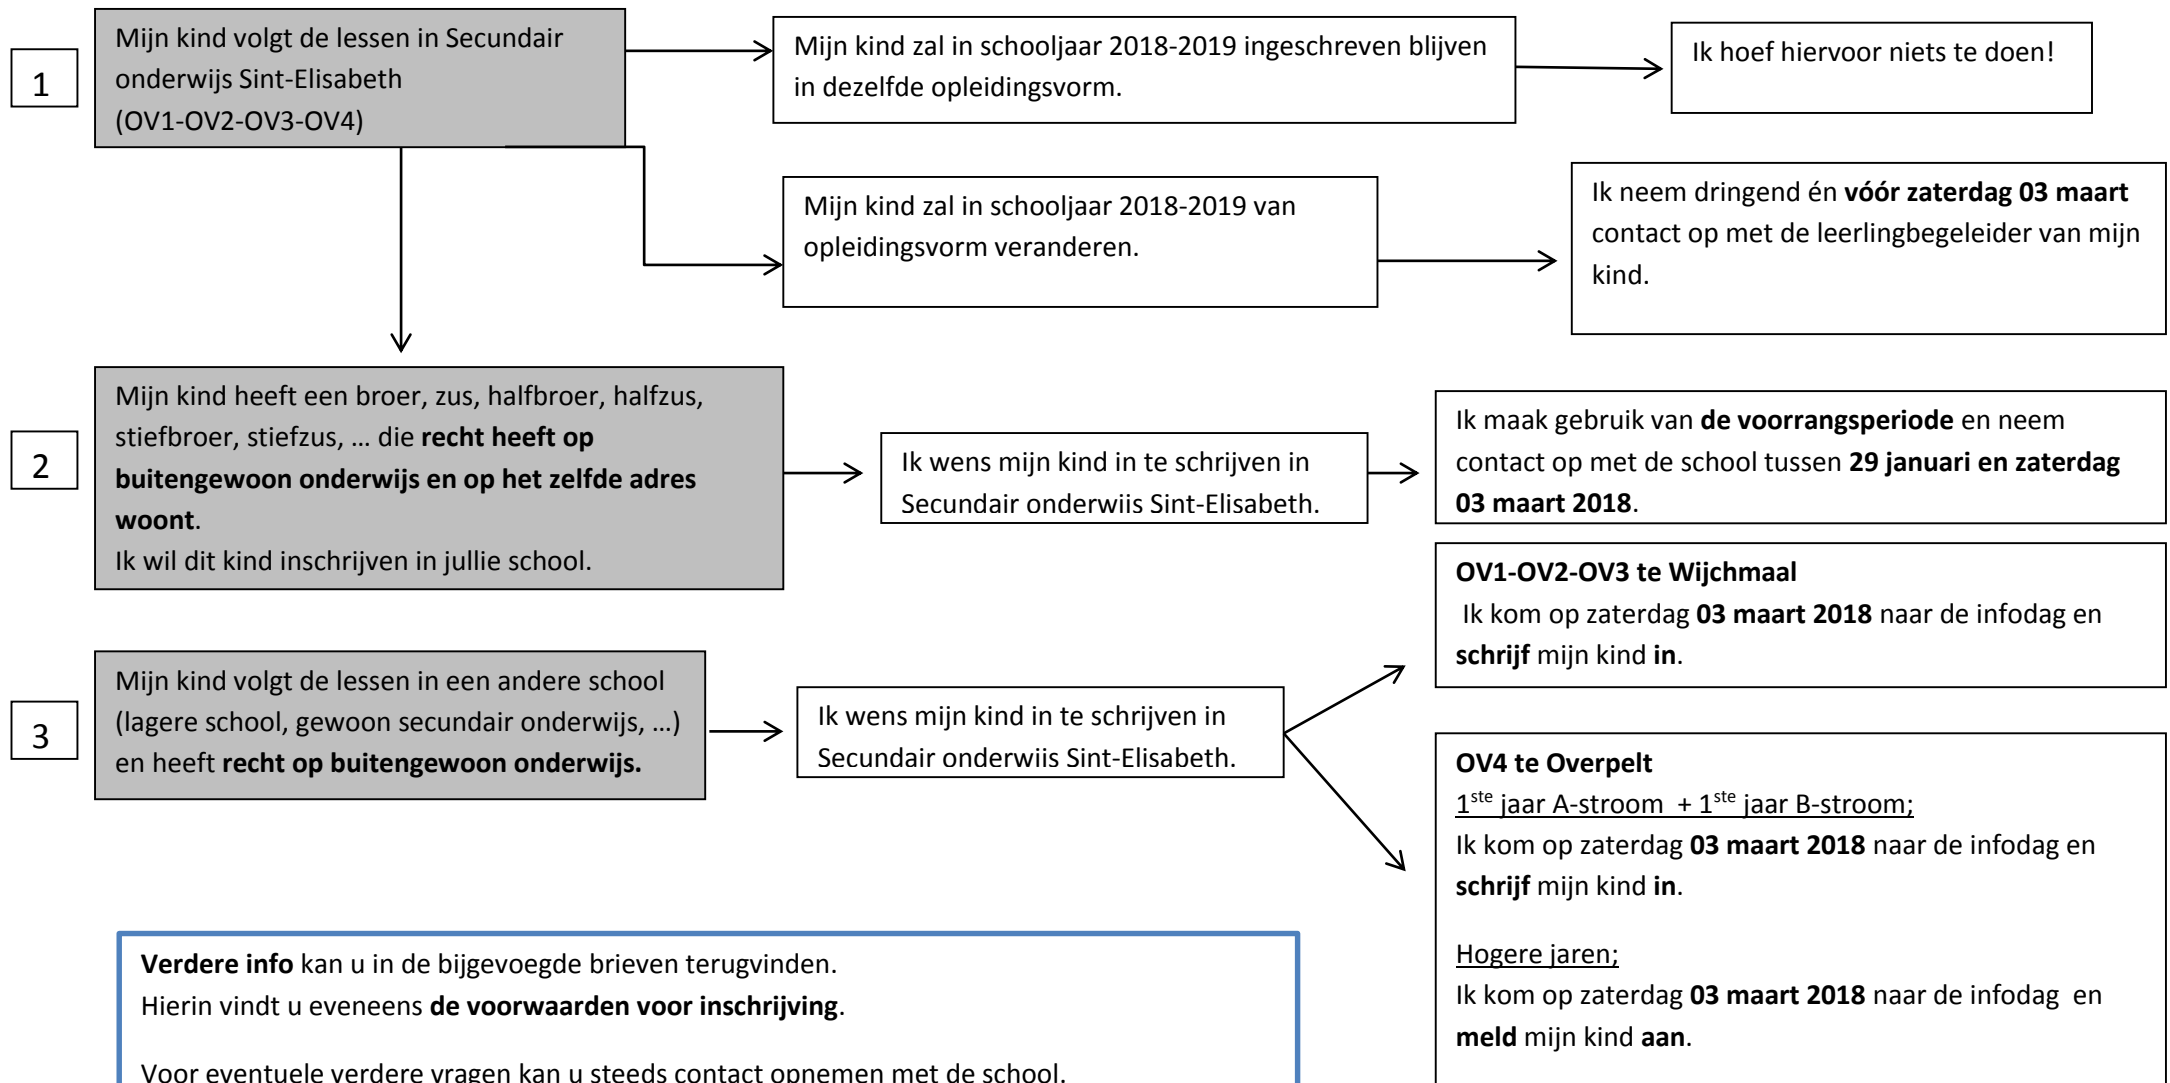 1
Mijn kind volgt de lessen in Secundair
onderwijs Sint-Elisabeth
(OV1-OV2-OV3-OV4)
Mijn kind zal in schooljaar 2018-2019 ingeschreven blijven
in dezelfde opleidingsvorm.
Ik hoef hiervoor niets te doen!
Mijn kind zal in schooljaar 2018-2019 van
opleidingsvorm veranderen.
Ik neem dringend én vóór zaterdag 03 maart
contact op met de leerlingbegeleider van mijn
kind.
2
Mijn kind heeft een broer, zus, halfbroer, halfzus,
stiefbroer, stiefzus, … die recht heeft op
buitengewoon onderwijs en op het zelfde adres
woont.
Ik wil dit kind inschrijven in jullie school.
Ik wens mijn kind in te schrijven in
Secundair onderwiis Sint-Elisabeth.
Ik maak gebruik van de voorrangsperiode en neem
contact op met de school tussen 29 januari en zaterdag
03 maart 2018.
3
Mijn kind volgt de lessen in een andere school
(lagere school, gewoon secundair onderwijs, …)
en heeft recht op buitengewoon onderwijs.
Ik wens mijn kind in te schrijven in
Secundair onderwiis Sint-Elisabeth.
OV1-OV2-OV3 te Wijchmaal
Ik kom op zaterdag 03 maart 2018 naar de infodag en
schrijf mijn kind in.
OV4 te Overpelt
1ste jaar A-stroom + 1ste jaar B-stroom;
Ik kom op zaterdag 03 maart 2018 naar de infodag en
schrijf mijn kind in.
Hogere jaren;
Ik kom op zaterdag 03 maart 2018 naar de infodag en
meld mijn kind aan.
Verdere info kan u in de bijgevoegde brieven terugvinden.
Hierin vindt u eveneens de voorwaarden voor inschrijving.
Voor eventuele verdere vragen kan u steeds contact opnemen met de school.